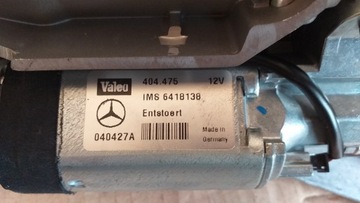 Valeo
404.475 12V
IMS 6418138
Entstoert
040427A
Made in
Germany